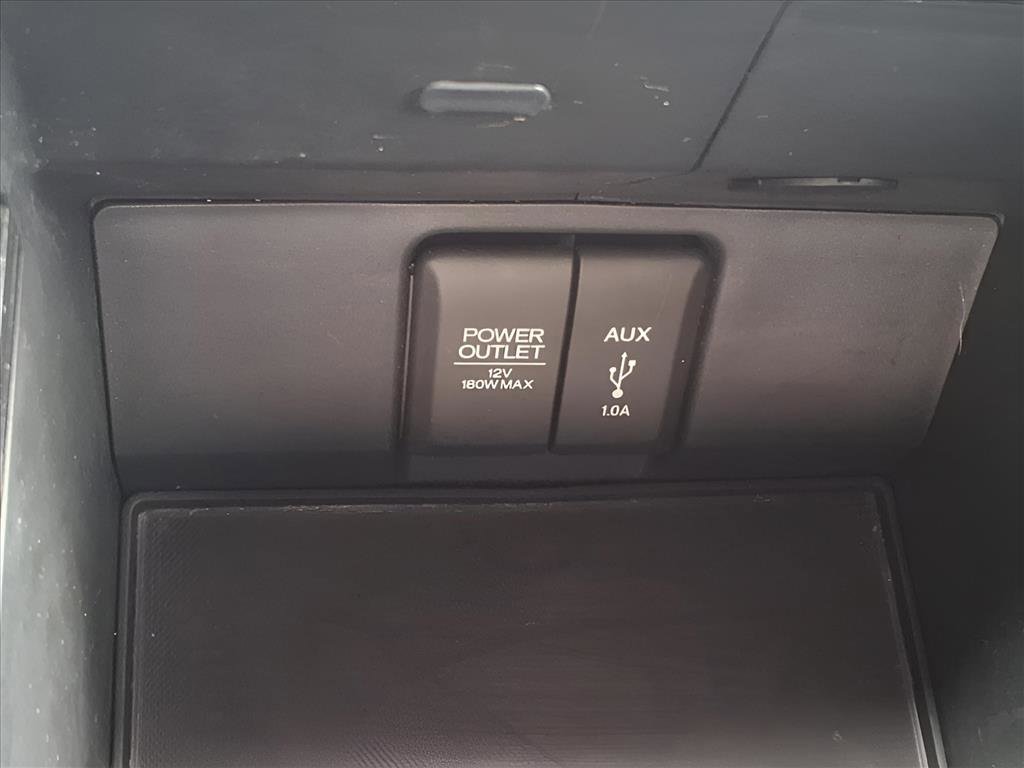 POWER
OUTLET
12V
180W MAX
AUX
1.0A